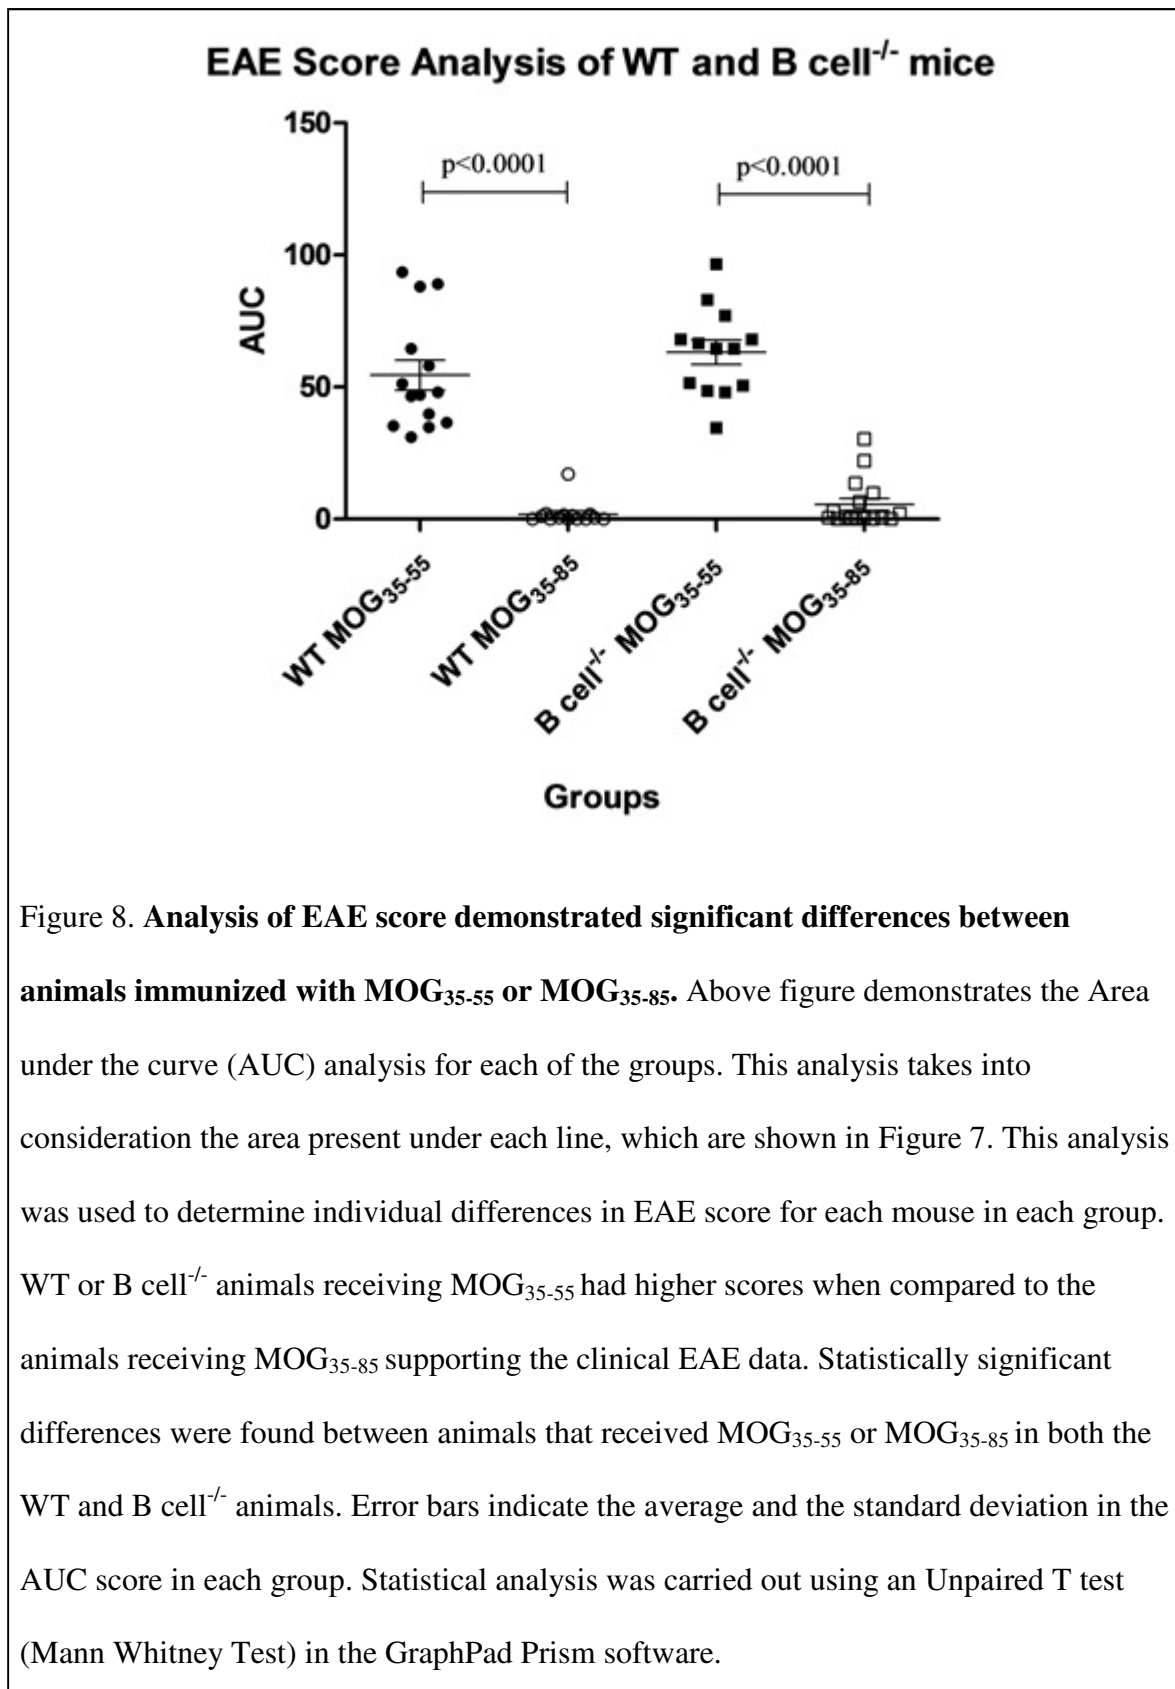 EAE Score Analysis of WT and B cell⁻/⁻ mice
150
p<0.0001
p<0.0001
100
AUC
50
0
WT MOG₃₅₋₅₅
WT MOG₃₅₋₈₅
B cell⁻/⁻ MOG₃₅₋₅₅
B cell⁻/⁻ MOG₃₅₋₈₅
Groups
Figure 8. Analysis of EAE score demonstrated significant differences between
animals immunized with MOG₃₅₋₅₅ or MOG₃₅₋₈₅. Above figure demonstrates the Area
under the curve (AUC) analysis for each of the groups. This analysis takes into
consideration the area present under each line, which are shown in Figure 7. This analysis
was used to determine individual differences in EAE score for each mouse in each group.
WT or B cell⁻/⁻ animals receiving MOG₃₅₋₅₅ had higher scores when compared to the
animals receiving MOG₃₅₋₈₅ supporting the clinical EAE data. Statistically significant
differences were found between animals that received MOG₃₅₋₅₅ or MOG₃₅₋₈₅ in both the
WT and B cell⁻/⁻ animals. Error bars indicate the average and the standard deviation in the
AUC score in each group. Statistical analysis was carried out using an Unpaired T test
(Mann Whitney Test) in the GraphPad Prism software.